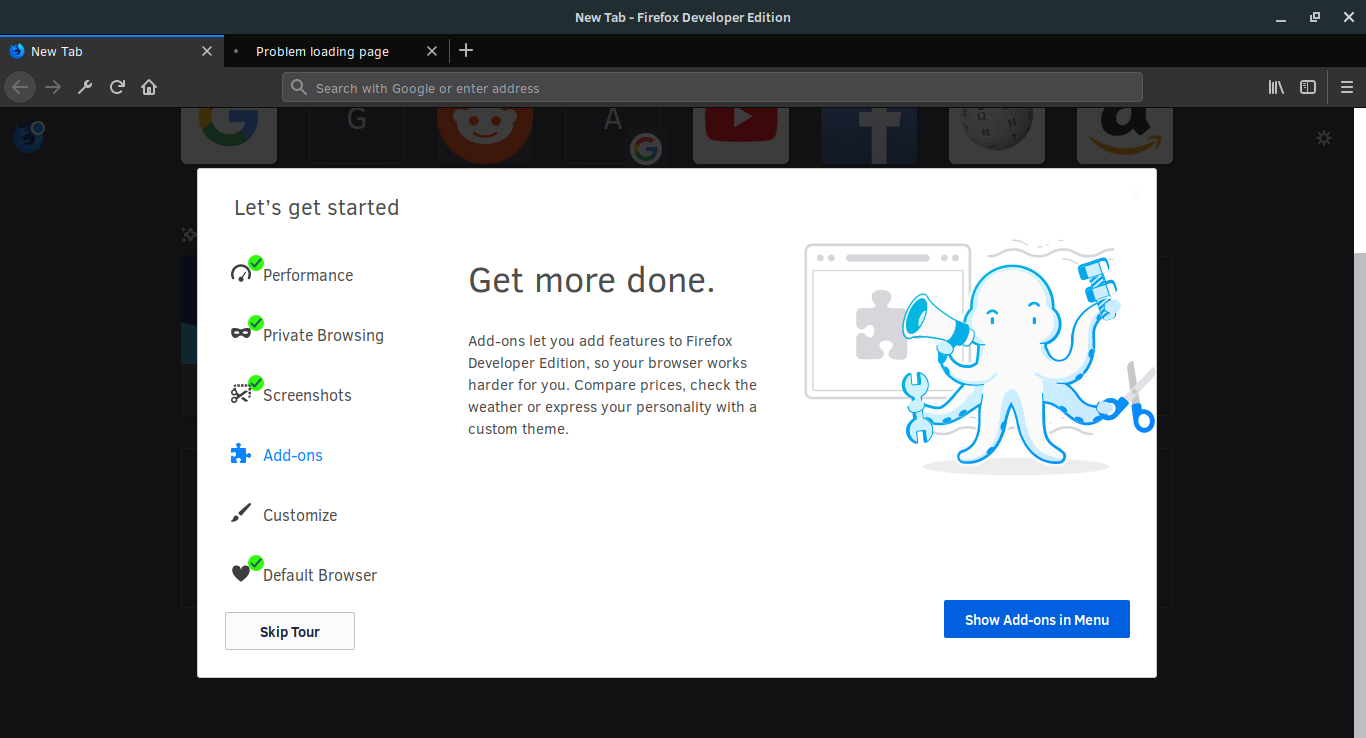 New Tab - Firefox Developer Edition
New Tab
Problem loading page
Search with Google or enter address
G
A
Let’s get started
Performance
Private Browsing
Screenshots
Add-ons
Customize
Default Browser
Skip Tour
Get more done.
Add-ons let you add features to Firefox
Developer Edition, so your browser works
harder for you. Compare prices, check the
weather or express your personality with a
custom theme.
Show Add-ons in Menu